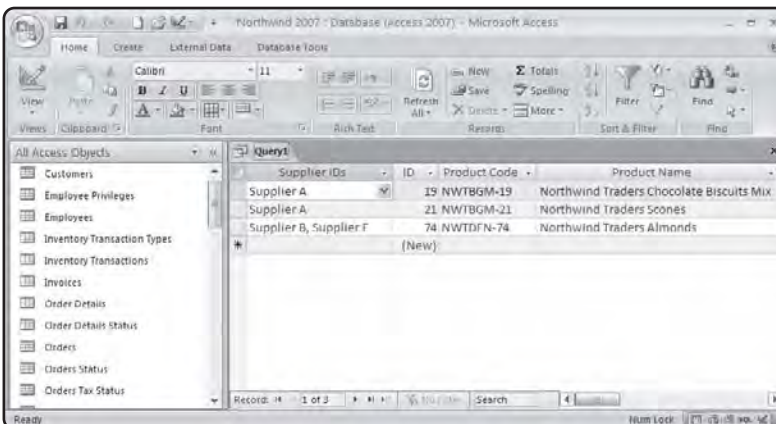 Northwind 2007 : Database (Access 2007) - Microsoft Access
Home Create External Data Database Tools
View
Views
Paste
Clipboard
Calibri 11
B I U
A
Font
Rich Text
Refresh All
New
Save
Delete
Totals
Spelling
More
Records
Filter
Sort & Filter
Find
Find
All Access Objects
Customers
Employee Privileges
Employees
Inventory Transaction Types
Inventory Transactions
Invoices
Order Details
Order Details Status
Orders
Orders Status
Orders Tax Status
Query1
Supplier IDs ID Product Code Product Name
Supplier A 19 NWTBGM-19 Northwind Traders Chocolate Biscuits Mix
Supplier A 21 NWTBGM-21 Northwind Traders Scones
Supplier B, Supplier F 74 NWTDFN-74 Northwind Traders Almonds
* (New)
Record: 1 of 3 No Filter Search
Ready Num Lock SQL